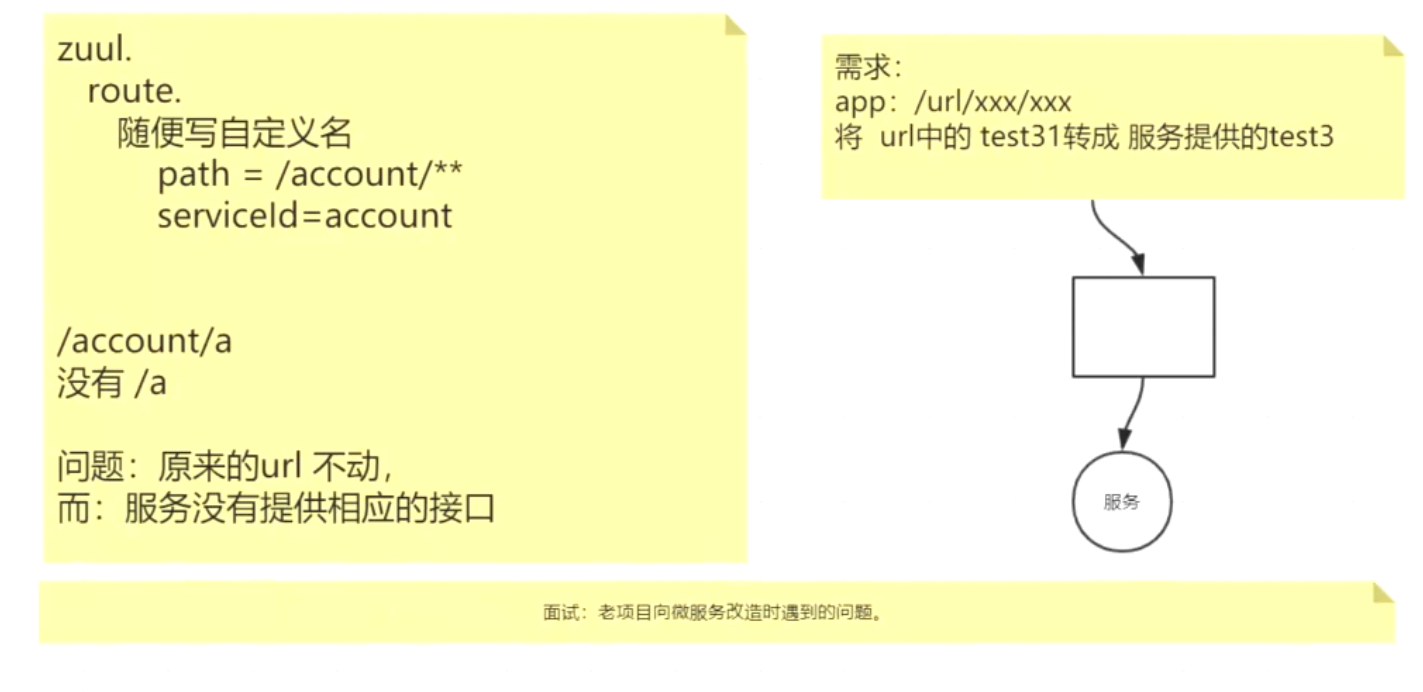 zuul.
route.
随便写自定义名
path = /account/**
serviceId=account
/account/a
没有 /a
问题：原来的url 不动，
而：服务没有提供相应的接口
需求：
app：/url/xxx/xxx
将 url中的 test31转成 服务提供的test3
服务
面试：老项目向微服务改造时遇到的问题。